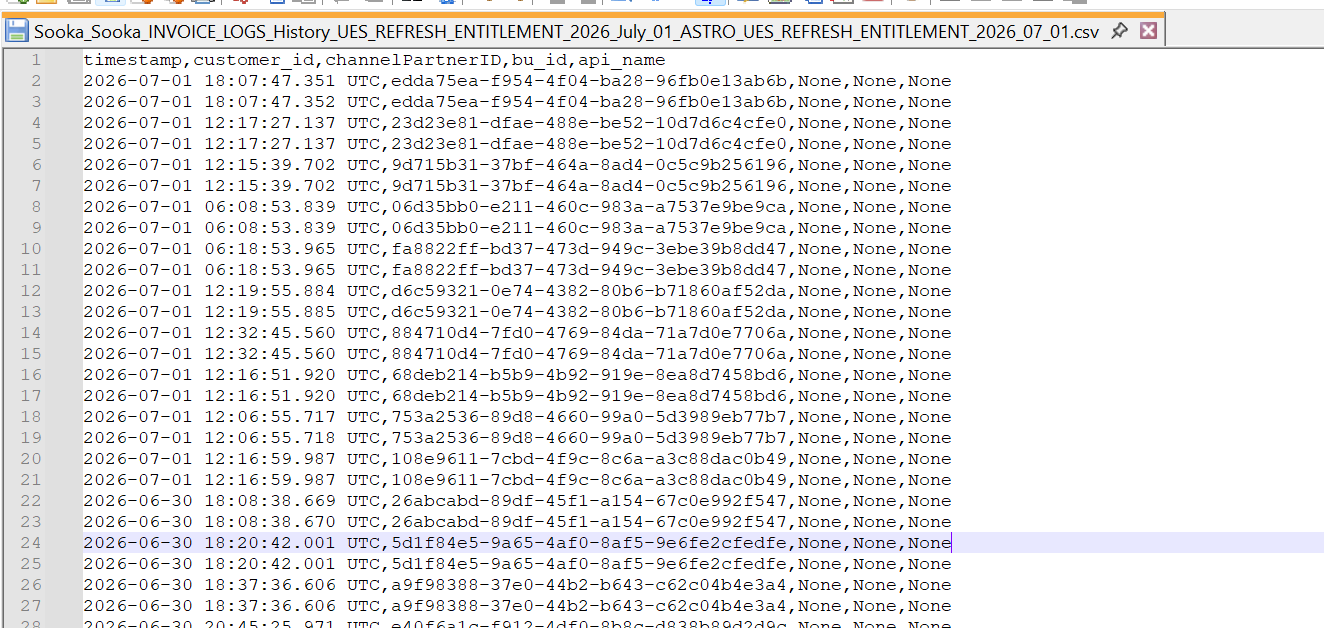 Sooka_Sooka_INVOICE_LOGS_History_UES_REFRESH_ENTITLEMENT_2026_July_01_ASTRO_UES_REFRESH_ENTITLEMENT_2026_07_01.csv
1 timestamp,customer_id,channelPartnerID,bu_id,api_name
2 2026-07-01 18:07:47.351 UTC,edda75ea-f954-4f04-ba28-96fb0e13ab6b,None,None,None
3 2026-07-01 18:07:47.352 UTC,edda75ea-f954-4f04-ba28-96fb0e13ab6b,None,None,None
4 2026-07-01 12:17:27.137 UTC,23d23e81-dfae-488e-be52-10d7d6c4cfe0,None,None,None
5 2026-07-01 12:17:27.137 UTC,23d23e81-dfae-488e-be52-10d7d6c4cfe0,None,None,None
6 2026-07-01 12:15:39.702 UTC,9d715b31-37bf-464a-8ad4-0c5c9b256196,None,None,None
7 2026-07-01 12:15:39.702 UTC,9d715b31-37bf-464a-8ad4-0c5c9b256196,None,None,None
8 2026-07-01 06:08:53.839 UTC,06d35bb0-e211-460c-983a-a7537e9be9ca,None,None,None
9 2026-07-01 06:08:53.839 UTC,06d35bb0-e211-460c-983a-a7537e9be9ca,None,None,None
10 2026-07-01 06:18:53.965 UTC,fa8822ff-bd37-473d-949c-3ebe39b8dd47,None,None,None
11 2026-07-01 06:18:53.965 UTC,fa8822ff-bd37-473d-949c-3ebe39b8dd47,None,None,None
12 2026-07-01 12:19:55.884 UTC,d6c59321-0e74-4382-80b6-b71860af52da,None,None,None
13 2026-07-01 12:19:55.885 UTC,d6c59321-0e74-4382-80b6-b71860af52da,None,None,None
14 2026-07-01 12:32:45.560 UTC,884710d4-7fd0-4769-84da-71a7d0e7706a,None,None,None
15 2026-07-01 12:32:45.560 UTC,884710d4-7fd0-4769-84da-71a7d0e7706a,None,None,None
16 2026-07-01 12:16:51.920 UTC,68deb214-b5b9-4b92-919e-8ea8d7458bd6,None,None,None
17 2026-07-01 12:16:51.920 UTC,68deb214-b5b9-4b92-919e-8ea8d7458bd6,None,None,None
18 2026-07-01 12:06:55.717 UTC,753a2536-89d8-4660-99a0-5d3989eb77b7,None,None,None
19 2026-07-01 12:06:55.718 UTC,753a2536-89d8-4660-99a0-5d3989eb77b7,None,None,None
20 2026-07-01 12:16:59.987 UTC,108e9611-7cbd-4f9c-8c6a-a3c88dac0b49,None,None,None
21 2026-07-01 12:16:59.987 UTC,108e9611-7cbd-4f9c-8c6a-a3c88dac0b49,None,None,None
22 2026-06-30 18:08:38.669 UTC,26abcabd-89df-45f1-a154-67c0e992f547,None,None,None
23 2026-06-30 18:08:38.670 UTC,26abcabd-89df-45f1-a154-67c0e992f547,None,None,None
24 2026-06-30 18:20:42.001 UTC,5d1f84e5-9a65-4af0-8af5-9e6fe2cfedfe,None,None,None
25 2026-06-30 18:20:42.001 UTC,5d1f84e5-9a65-4af0-8af5-9e6fe2cfedfe,None,None,None
26 2026-06-30 18:37:36.606 UTC,a9f98388-37e0-44b2-b643-c62c04b4e3a4,None,None,None
27 2026-06-30 18:37:36.606 UTC,a9f98388-37e0-44b2-b643-c62c04b4e3a4,None,None,None
28 2026-06-30 20:45:25.971 UTC,e40f6a1c-f912-4df0-8b8c-d838b89d2d9c,None,None,None